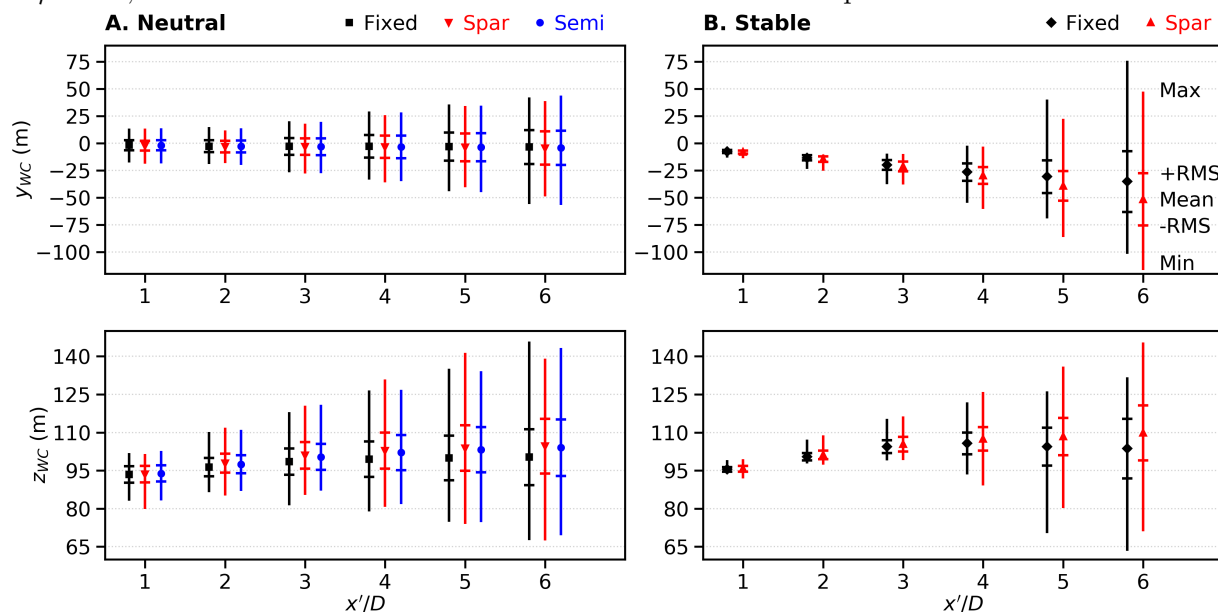 A. Neutral Fixed Spar Semi
B. Stable Fixed Spar
y_WC (m)
75
50
25
0
−25
−50
−75
−100
1 2 3 4 5 6
75
50
25
0
−25
−50
−75
−100
Max
+RMS
Mean
-RMS
Min
1 2 3 4 5 6
z_WC (m)
140
125
110
95
80
65
1 2 3 4 5 6
x′/D
140
125
110
95
80
65
1 2 3 4 5 6
x′/D